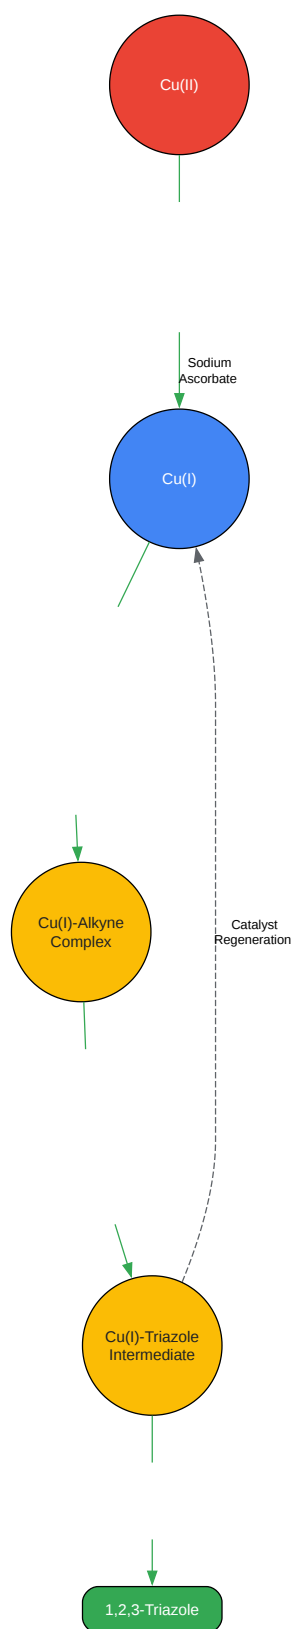 Cu(II)
Sodium
Ascorbate
Cu(I)
Cu(I)-Alkyne
Complex
Catalyst
Regeneration
Cu(I)-Triazole
Intermediate
1,2,3-Triazole